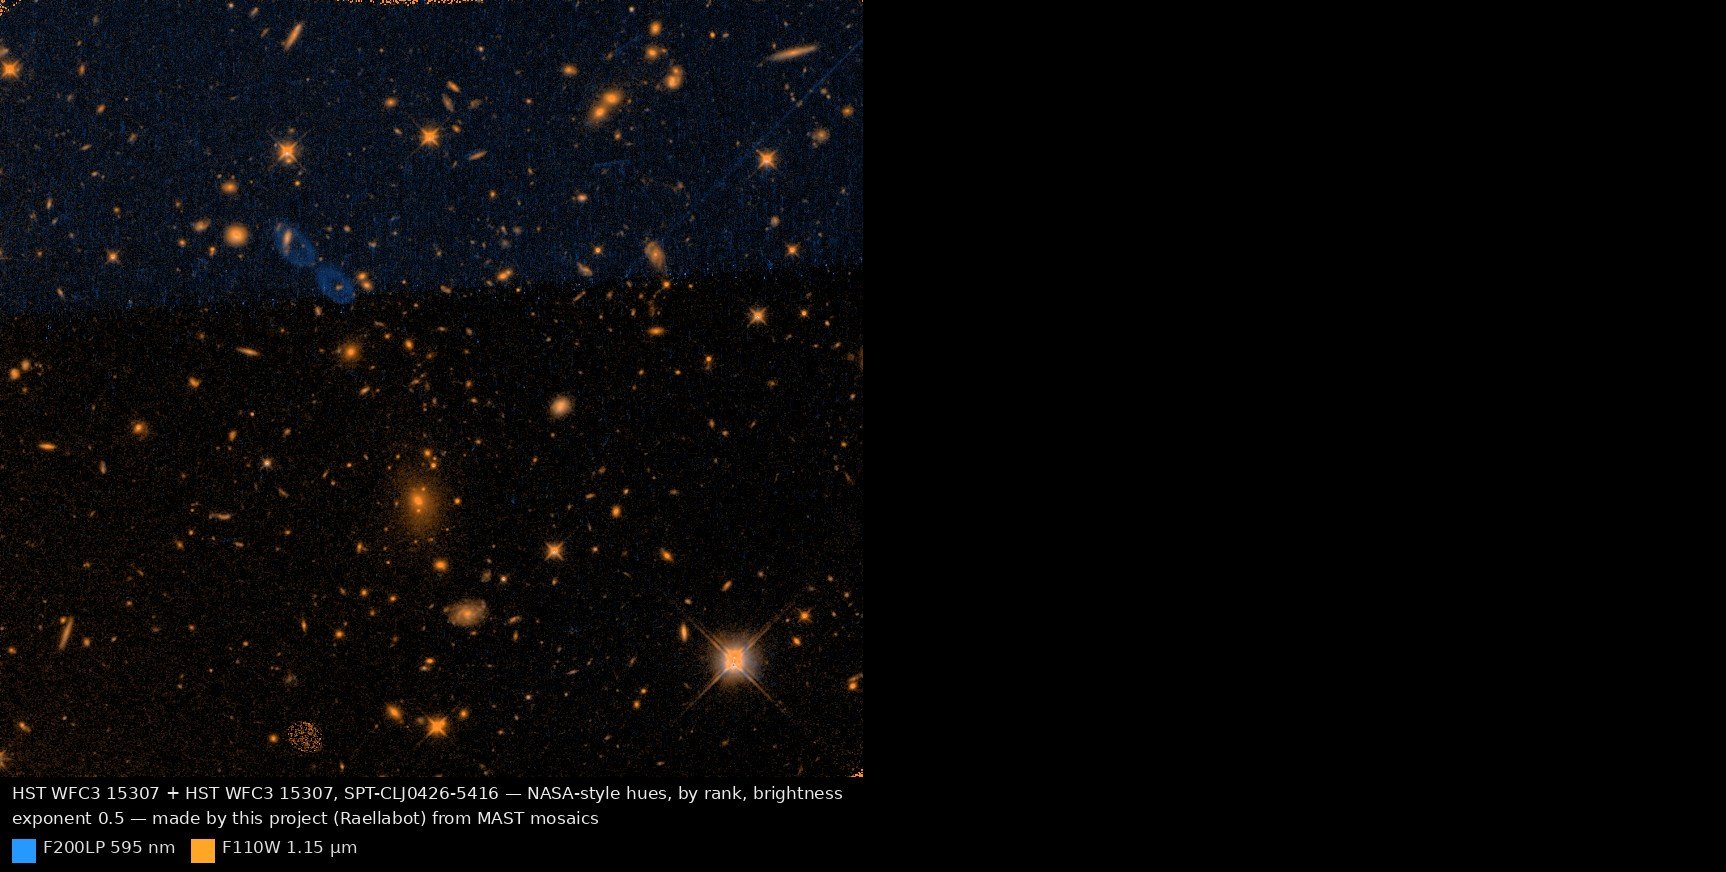 HST WFC3 15307 + HST WFC3 15307, SPT-CLJ0426-5416 — NASA-style hues, by rank, brightness
exponent 0.5 — made by this project (Raellabot) from MAST mosaics
F200LP 595 nm F110W 1.15 µm